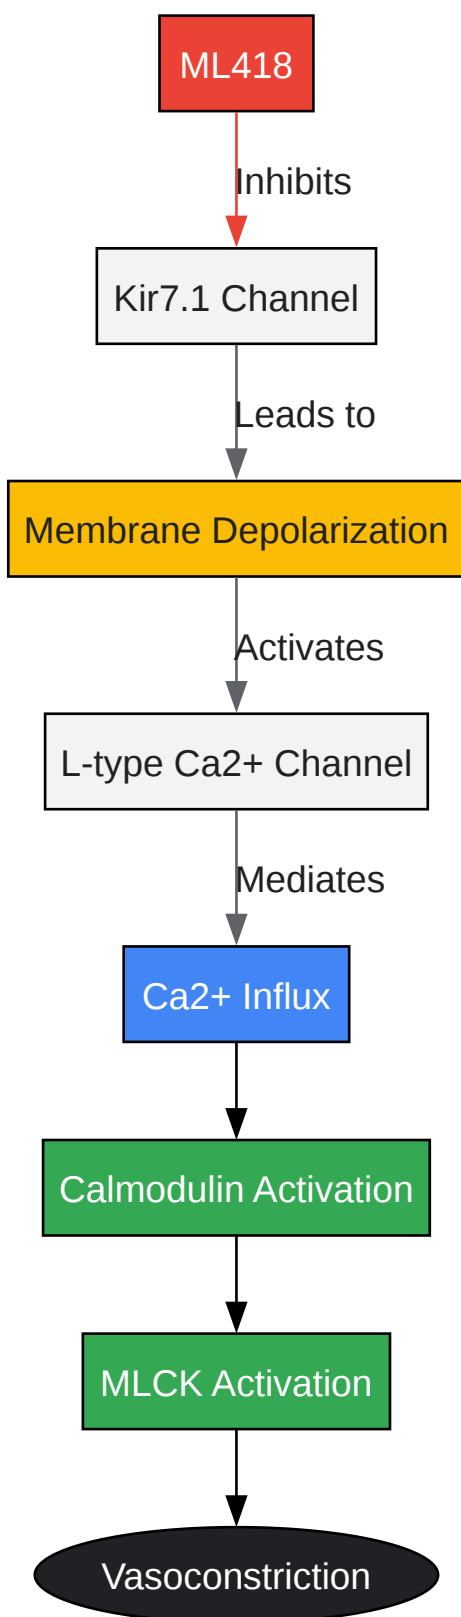 ML418
Inhibits
Kir7.1 Channel
Leads to
Membrane Depolarization
Activates
L-type Ca2+ Channel
Mediates
Ca2+ Influx
Calmodulin Activation
MLCK Activation
Vasoconstriction